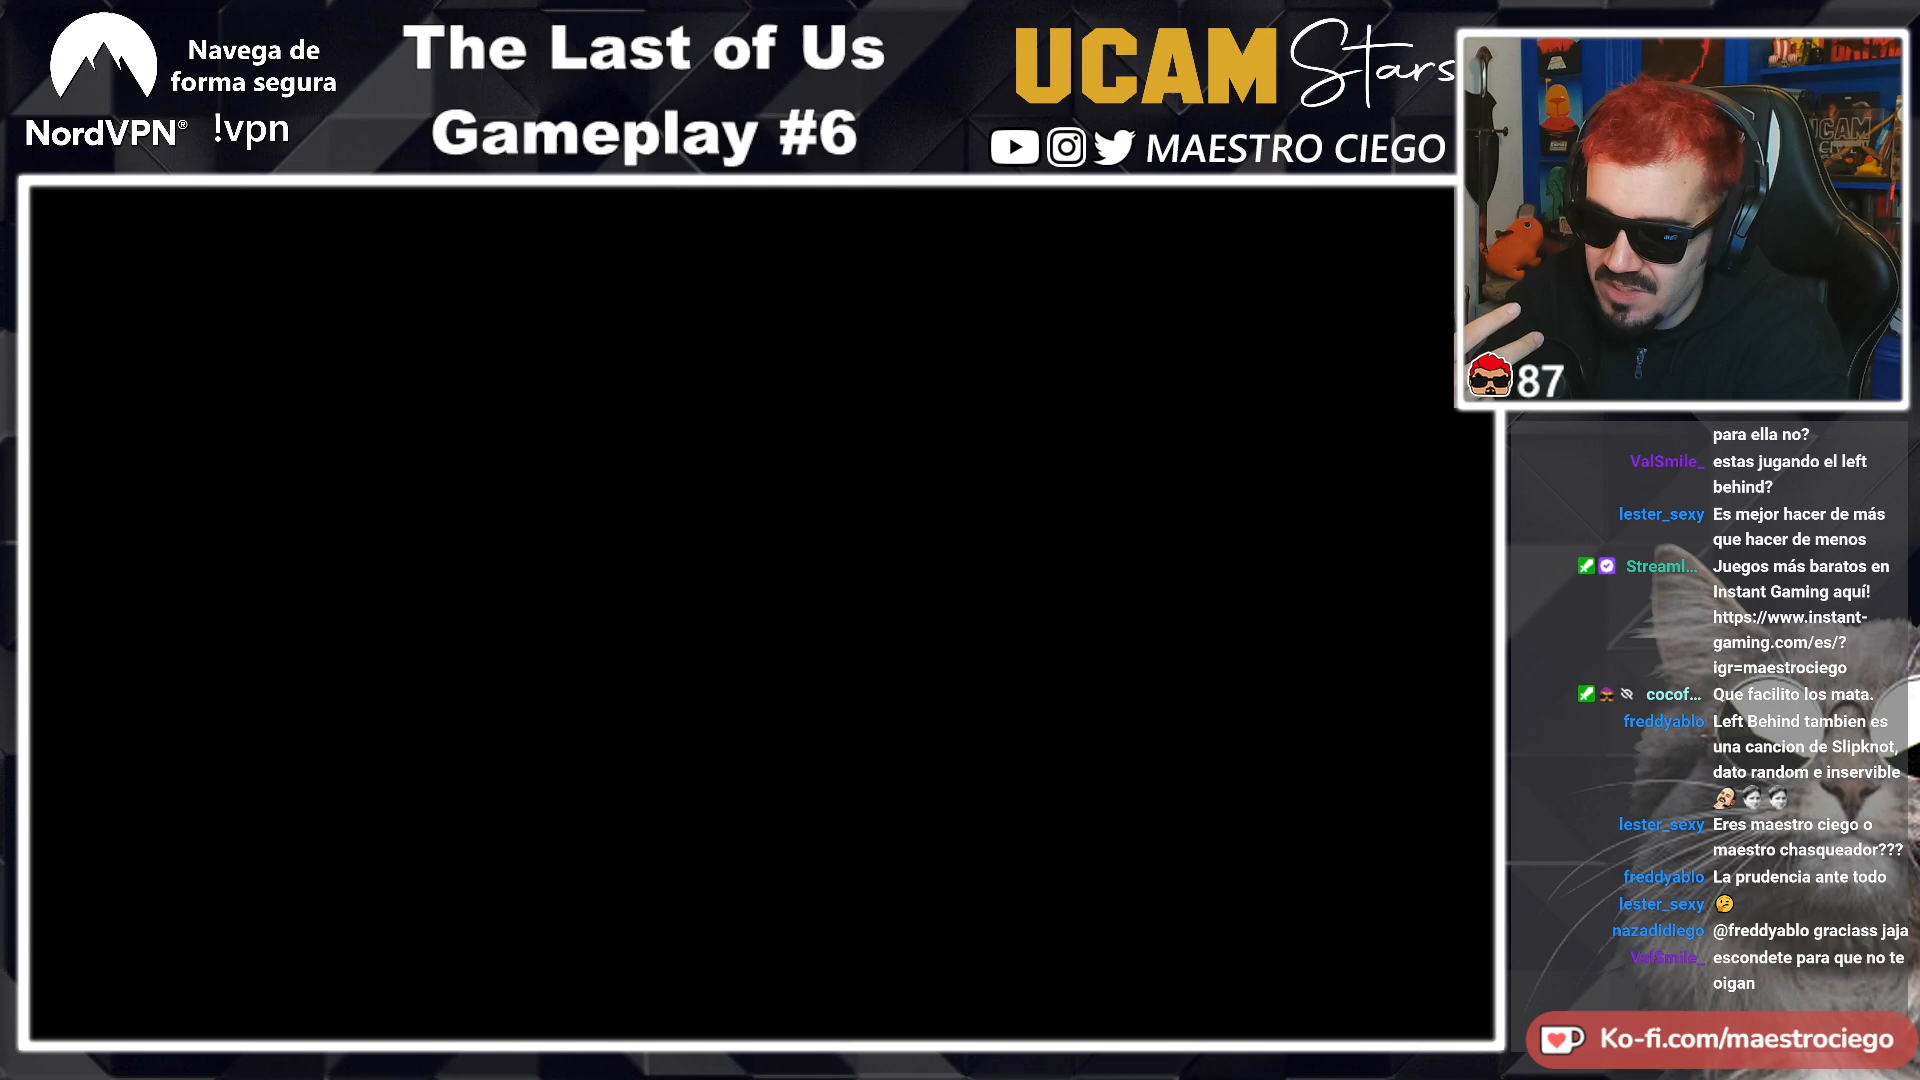 Navega de
forma segura
NordVPN® !vpn
The Last of Us
Gameplay #6
UCAM Stars
MAESTRO CIEGO
UCAM
87
para ella no?
ValSmile_ estas jugando el left
behind?
lester_sexy Es mejor hacer de más
que hacer de menos
Streaml... Juegos más baratos en
Instant Gaming aquí!
https://www.instant-
gaming.com/es/?
igr=maestrociego
cocof... Que facilito los mata.
freddyablo Left Behind tambien es
una cancion de Slipknot,
dato random e inservible
lester_sexy Eres maestro ciego o
maestro chasqueador???
freddyablo La prudencia ante todo
lester_sexy 🤔
nazadidiego @freddyablo graciass jaja
ValSmile_ escondete para que no te
oigan
Ko-fi.com/maestrociego